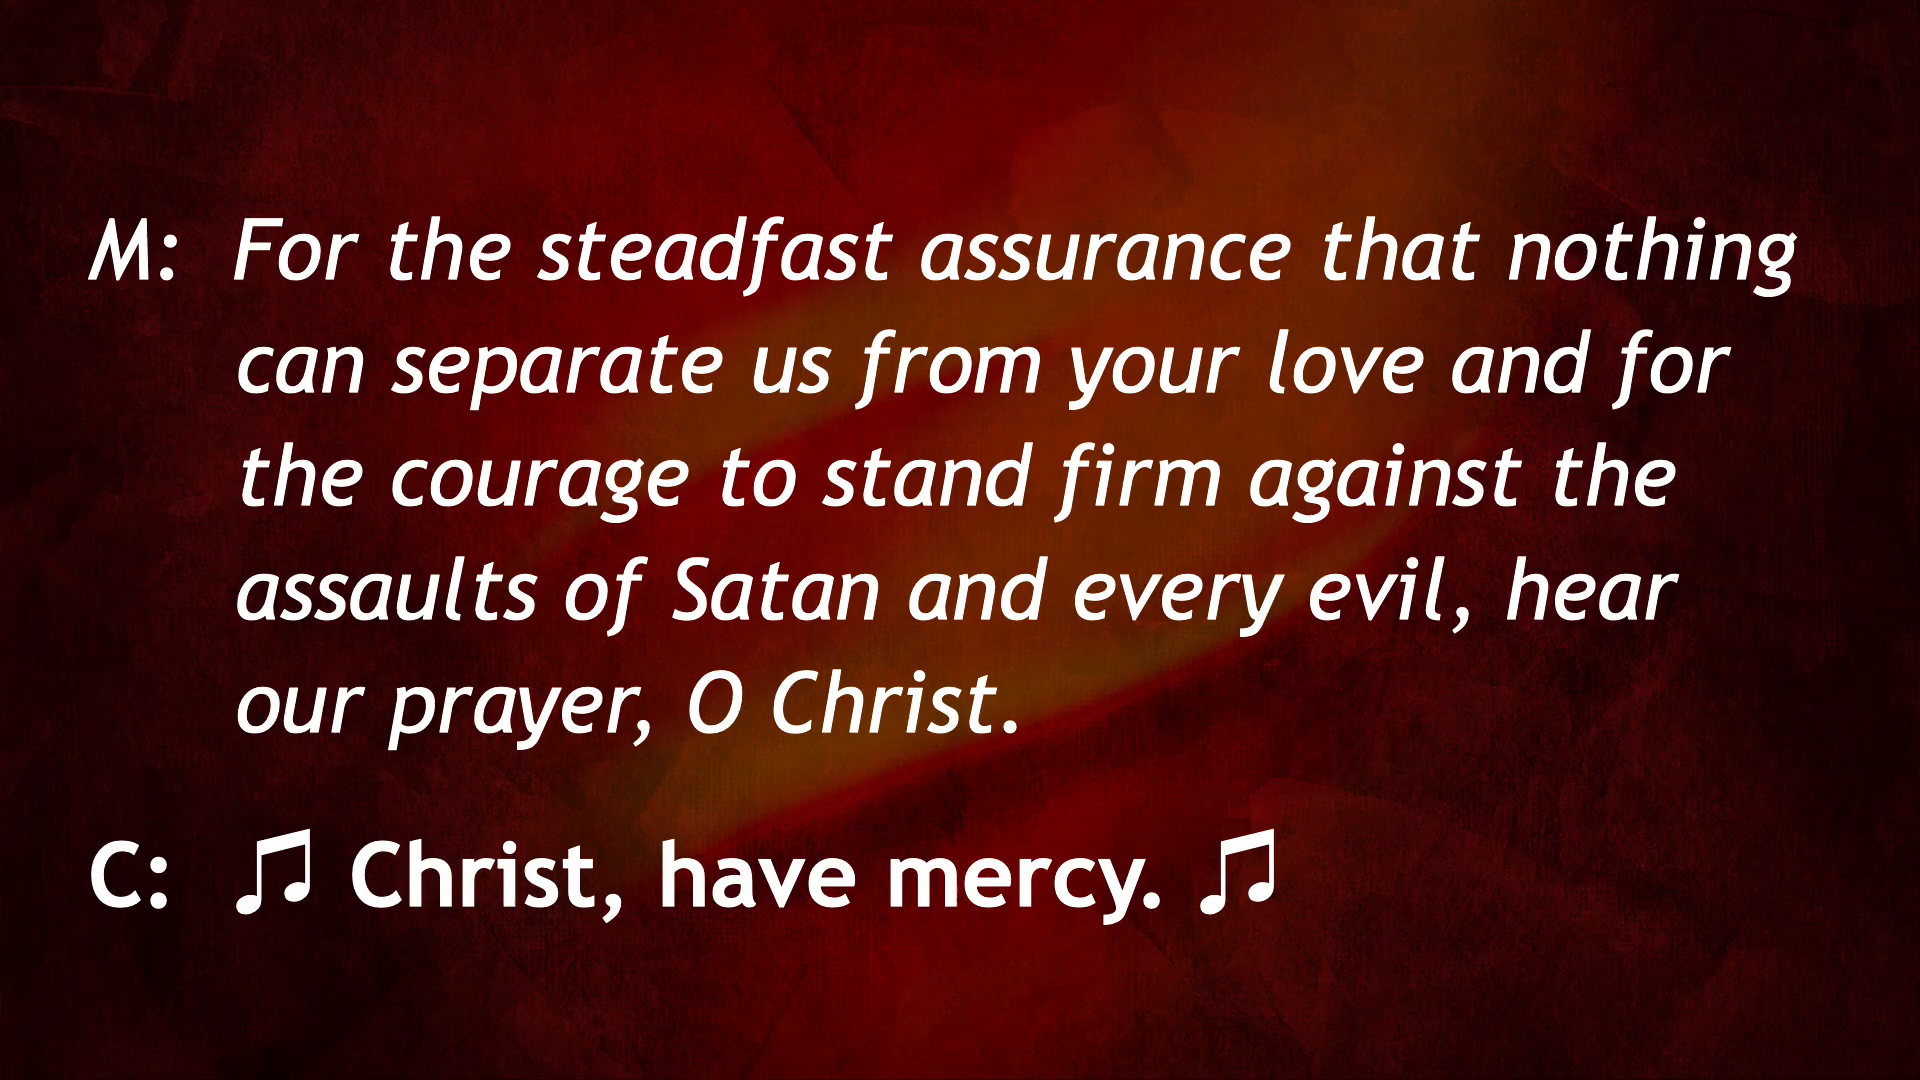 M: For the steadfast assurance that nothing
can separate us from your love and for
the courage to stand firm against the
assaults of Satan and every evil, hear
our prayer, O Christ.
C: ♫ Christ, have mercy. ♫